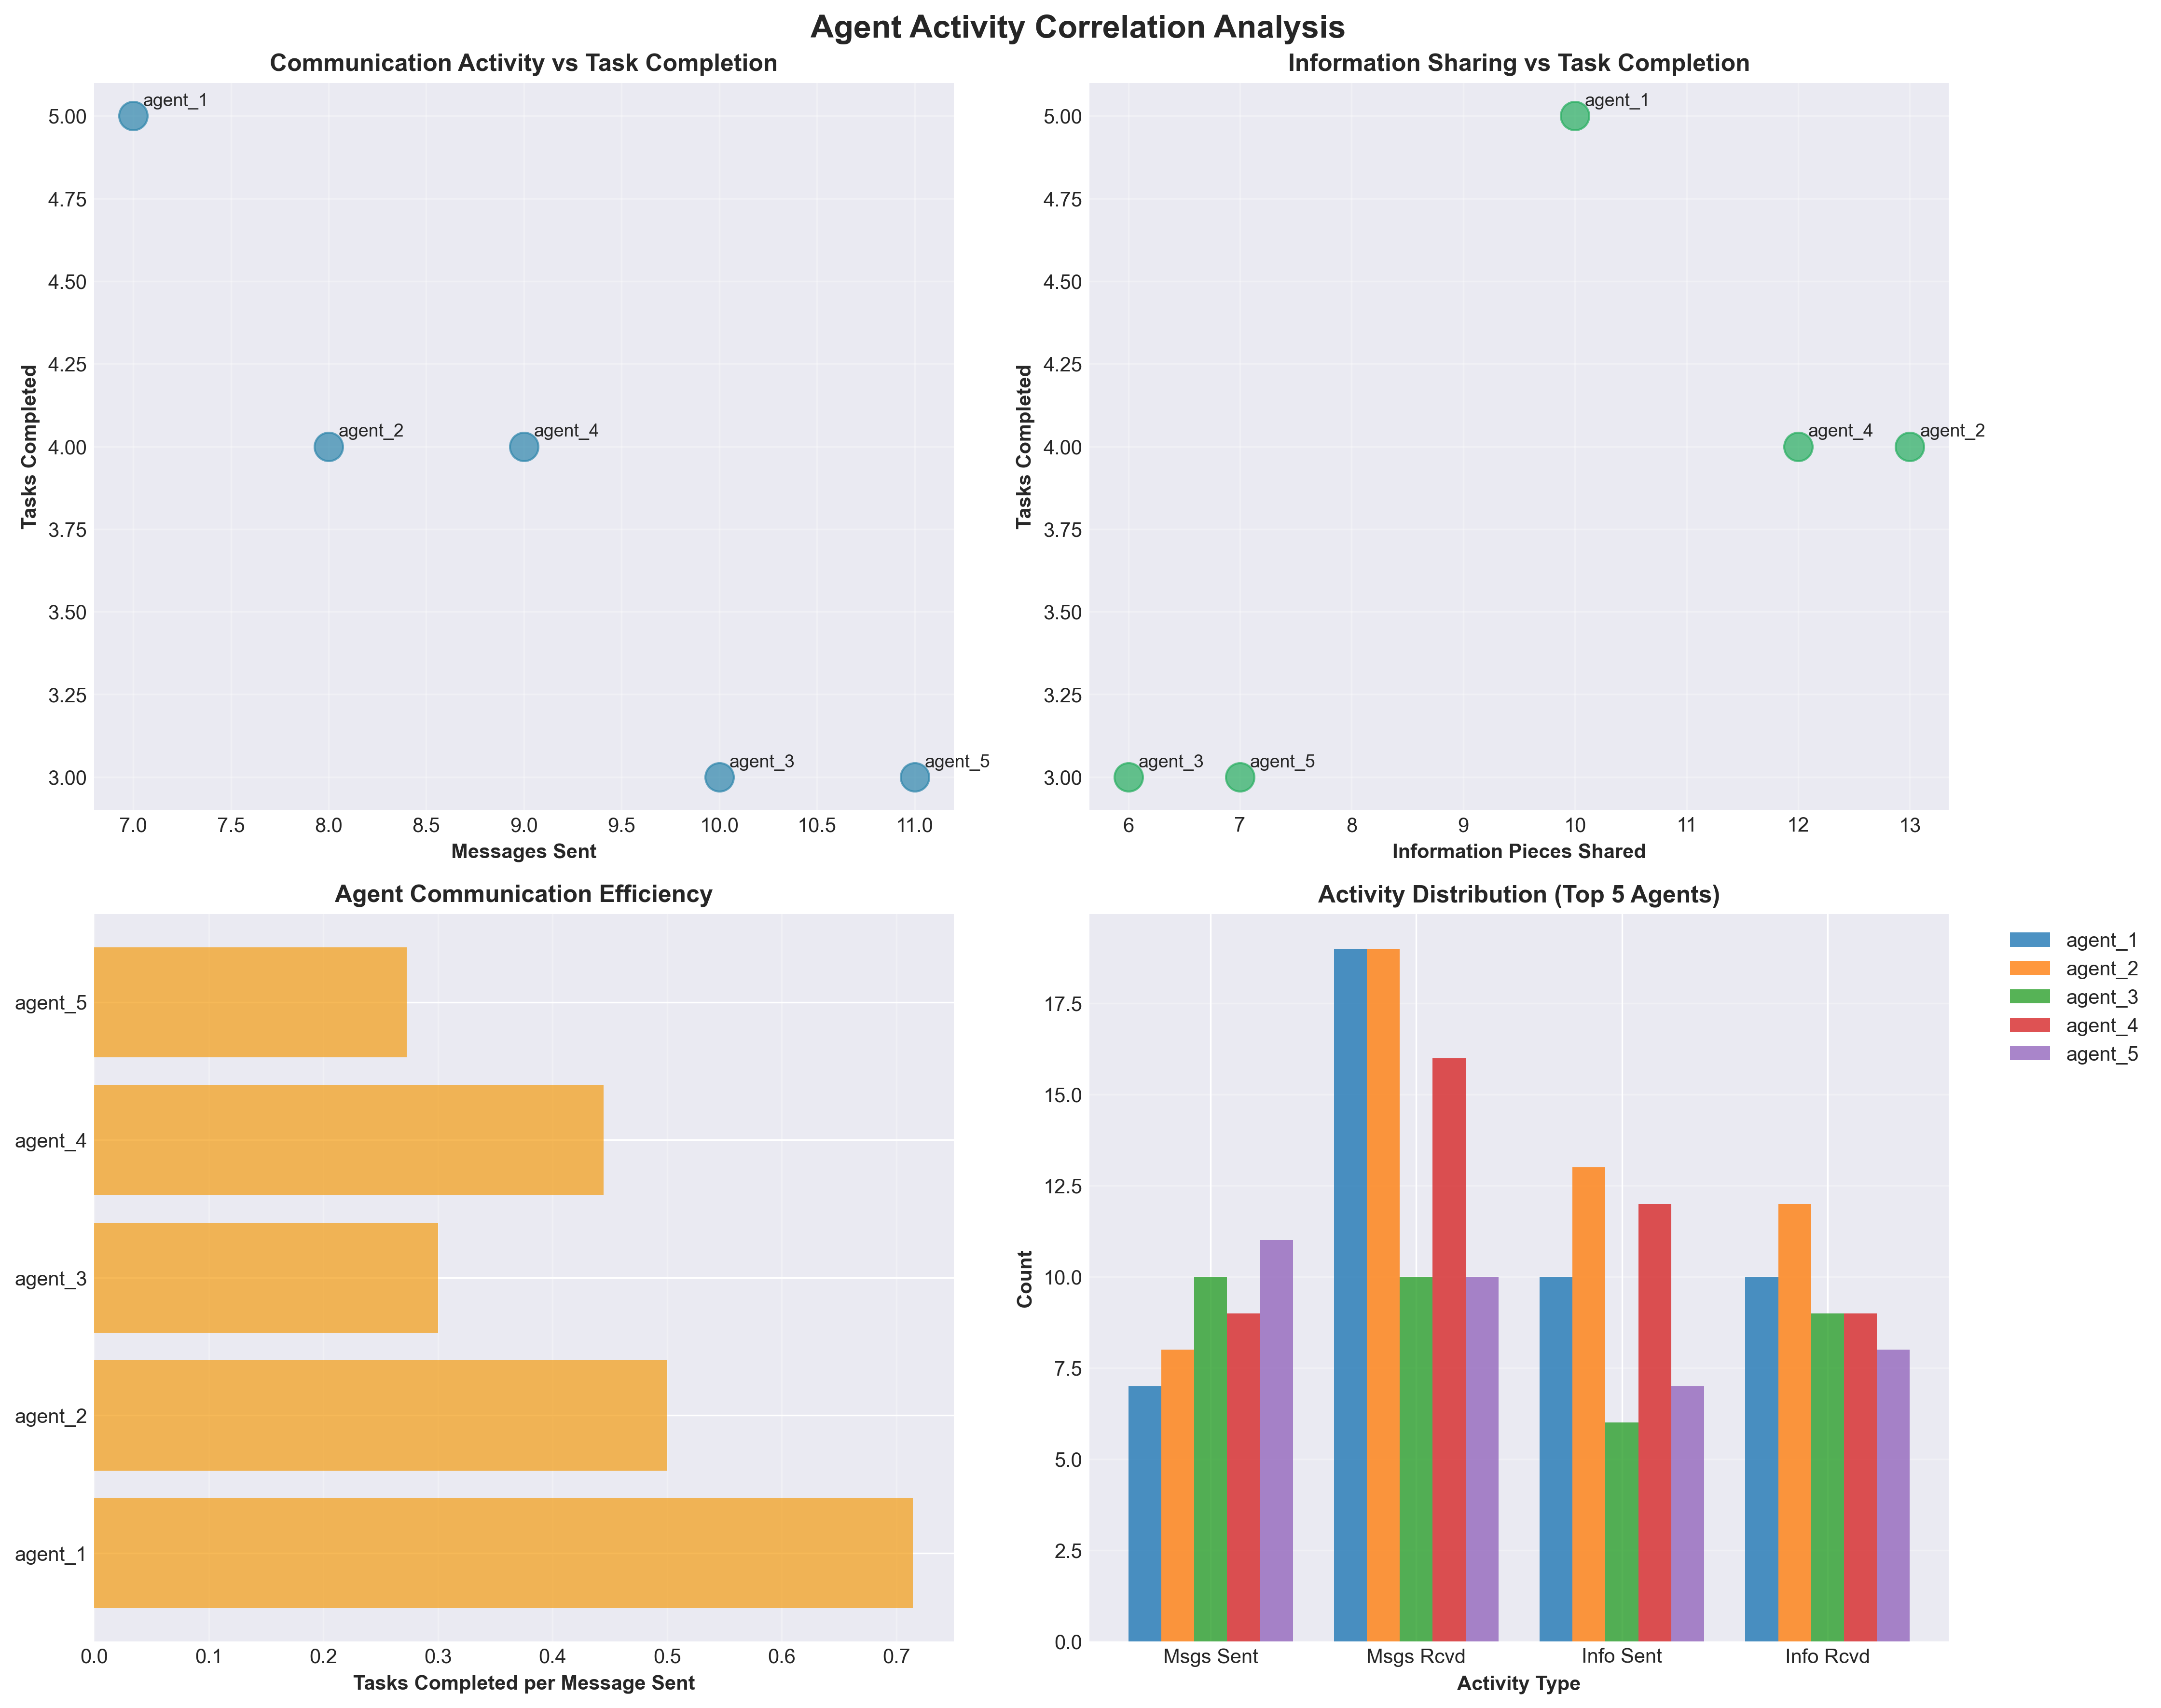 Agent Activity Correlation Analysis
Communication Activity vs Task Completion
agent_1
5.00
4.75
4.50
4.25
4.00
3.75
3.50
3.25
3.00
Tasks Completed
agent_2
agent_4
agent_3
agent_5
7.0 7.5 8.0 8.5 9.0 9.5 10.0 10.5 11.0
Messages Sent
Information Sharing vs Task Completion
agent_1
5.00
4.75
4.50
4.25
4.00
3.75
3.50
3.25
3.00
Tasks Completed
agent_4
agent_2
agent_3
agent_5
6 7 8 9 10 11 12 13
Information Pieces Shared
Agent Communication Efficiency
agent_5
agent_4
agent_3
agent_2
agent_1
0.0 0.1 0.2 0.3 0.4 0.5 0.6 0.7
Tasks Completed per Message Sent
Activity Distribution (Top 5 Agents)
17.5
15.0
12.5
10.0
7.5
5.0
2.5
0.0
Count
Msgs Sent Msgs Rcvd Info Sent Info Rcvd
Activity Type
agent_1
agent_2
agent_3
agent_4
agent_5